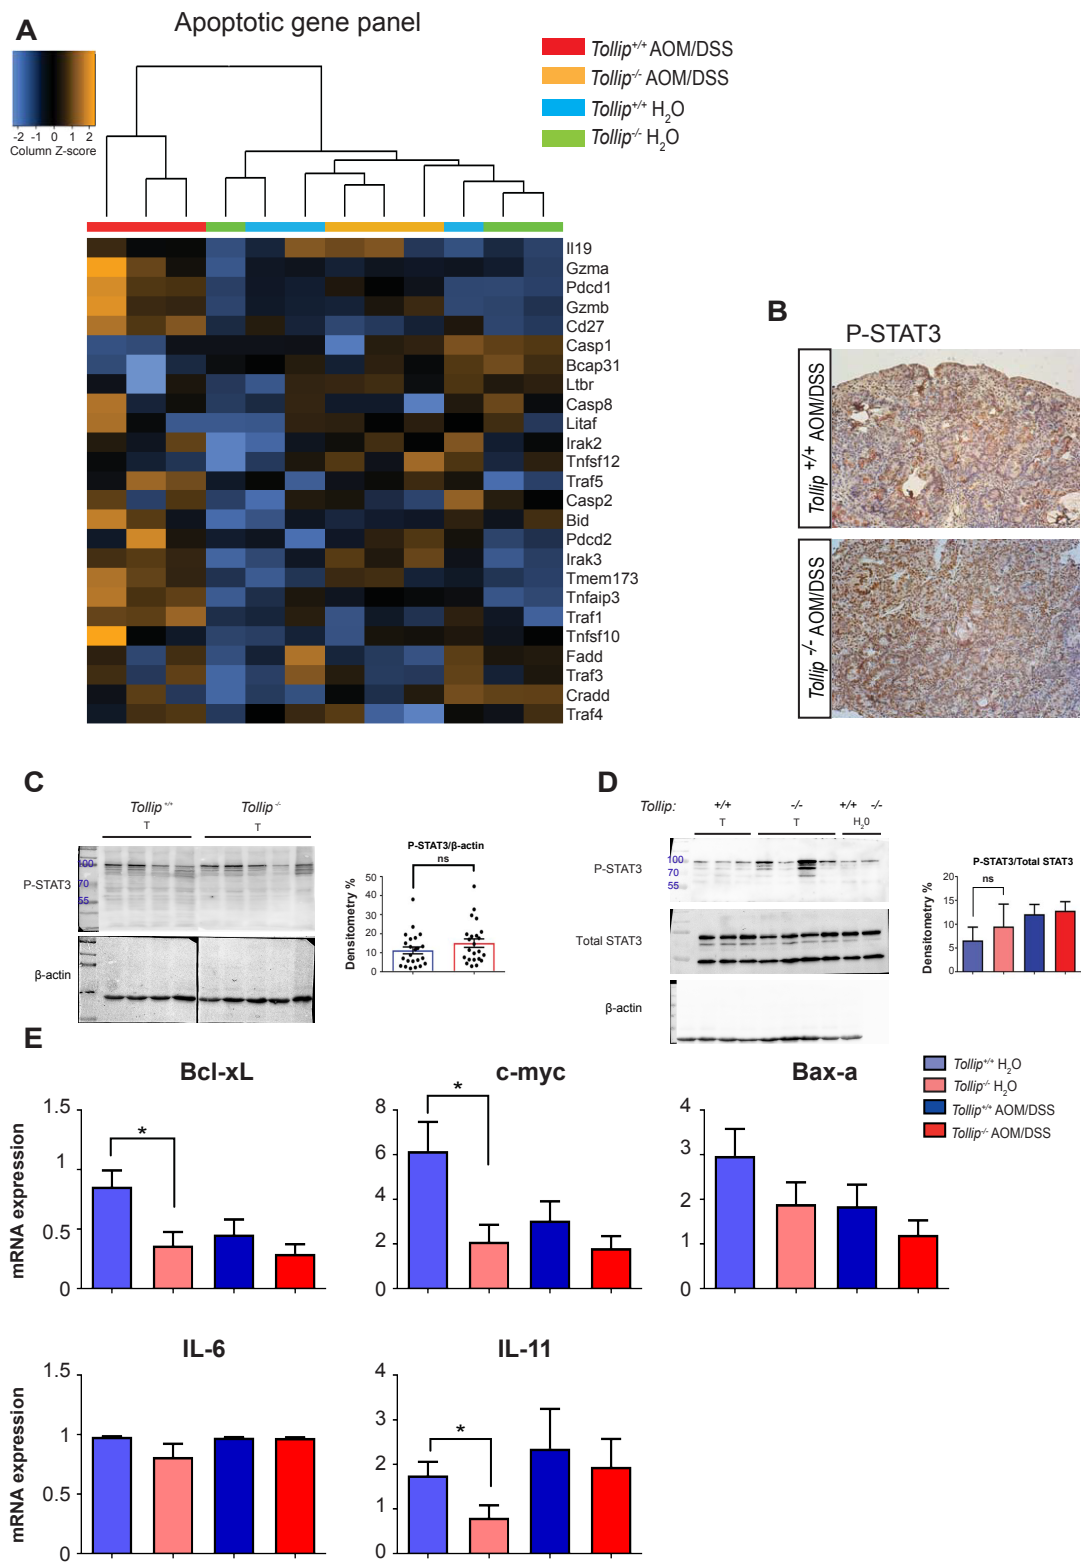 A
Apoptotic gene panel
-2 -1 0 1 2
Column Z-score
Tollip+/+ AOM/DSS
Tollip-/- AOM/DSS
Tollip+/+ H2O
Tollip-/- H2O
Il19
Gzma
Pdcd1
Gzmb
Cd27
Casp1
Bcap31
Ltbr
Casp8
Litaf
Irak2
Tnfsf12
Traf5
Casp2
Bid
Pdcd2
Irak3
Tmem173
Tnfaip3
Traf1
Tnfsf10
Fadd
Traf3
Cradd
Traf4
B
P-STAT3
Tollip +/+ AOM/DSS
Tollip -/- AOM/DSS
C
Tollip+/+ Tollip-/-
T T
P-STAT3
100
70
55
β-actin
P-STAT3/β-actin
ns
Densitometry %
50
40
30
20
10
0
D
Tollip: +/+ -/- +/+ -/-
T T H20
P-STAT3
100
70
55
Total STAT3
β-actin
P-STAT3/Total STAT3
ns
Densitometry %
20
15
10
5
0
E
Tollip+/+ H2O
Tollip-/- H2O
Tollip+/+ AOM/DSS
Tollip-/- AOM/DSS
Bcl-xL
mRNA expression
1.5
1
0.5
0
*
c-myc
8
6
4
2
0
*
Bax-a
4
3
2
1
0
IL-6
mRNA expression
1.5
1
0.5
0
IL-11
4
3
2
1
0
*